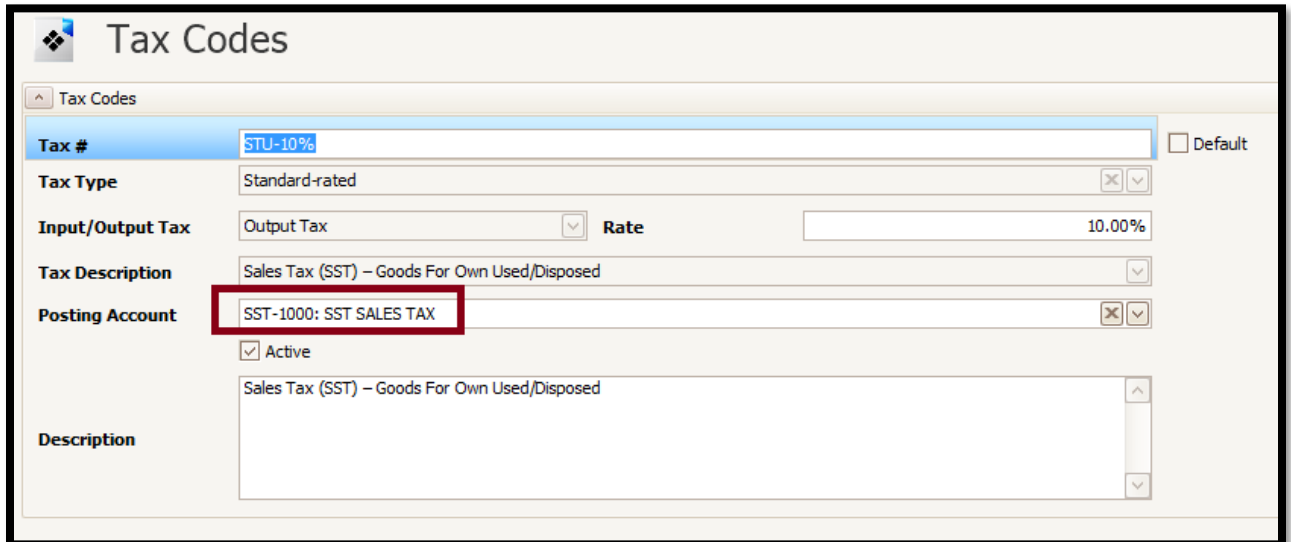 Tax Codes
Tax Codes
Tax # STU-10% Default
Tax Type Standard-rated
Input/Output Tax Output Tax Rate 10.00%
Tax Description Sales Tax (SST) – Goods For Own Used/Disposed
Posting Account SST-1000: SST SALES TAX
Active
Sales Tax (SST) – Goods For Own Used/Disposed
Description